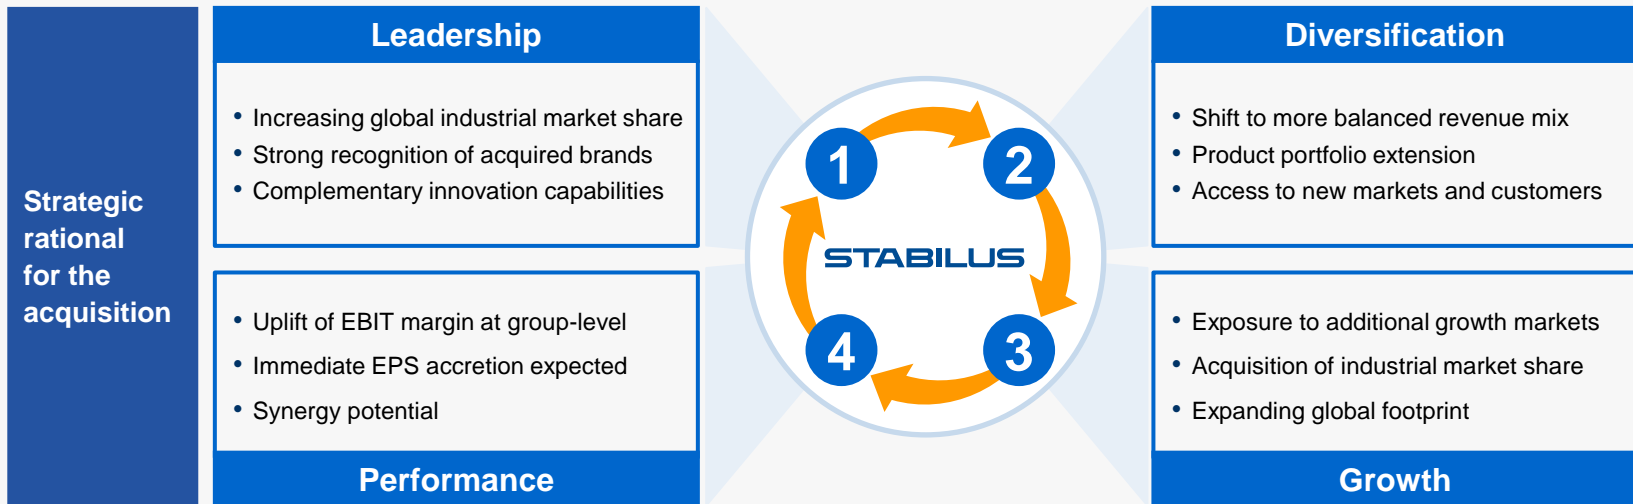 Strategic
rational
for the
acquisition
Leadership
• Increasing global industrial market share
• Strong recognition of acquired brands
• Complementary innovation capabilities
• Uplift of EBIT margin at group-level
• Immediate EPS accretion expected
• Synergy potential
Performance
1
2
STABILUS
4
3
Diversification
• Shift to more balanced revenue mix
• Product portfolio extension
• Access to new markets and customers
• Exposure to additional growth markets
• Acquisition of industrial market share
• Expanding global footprint
Growth